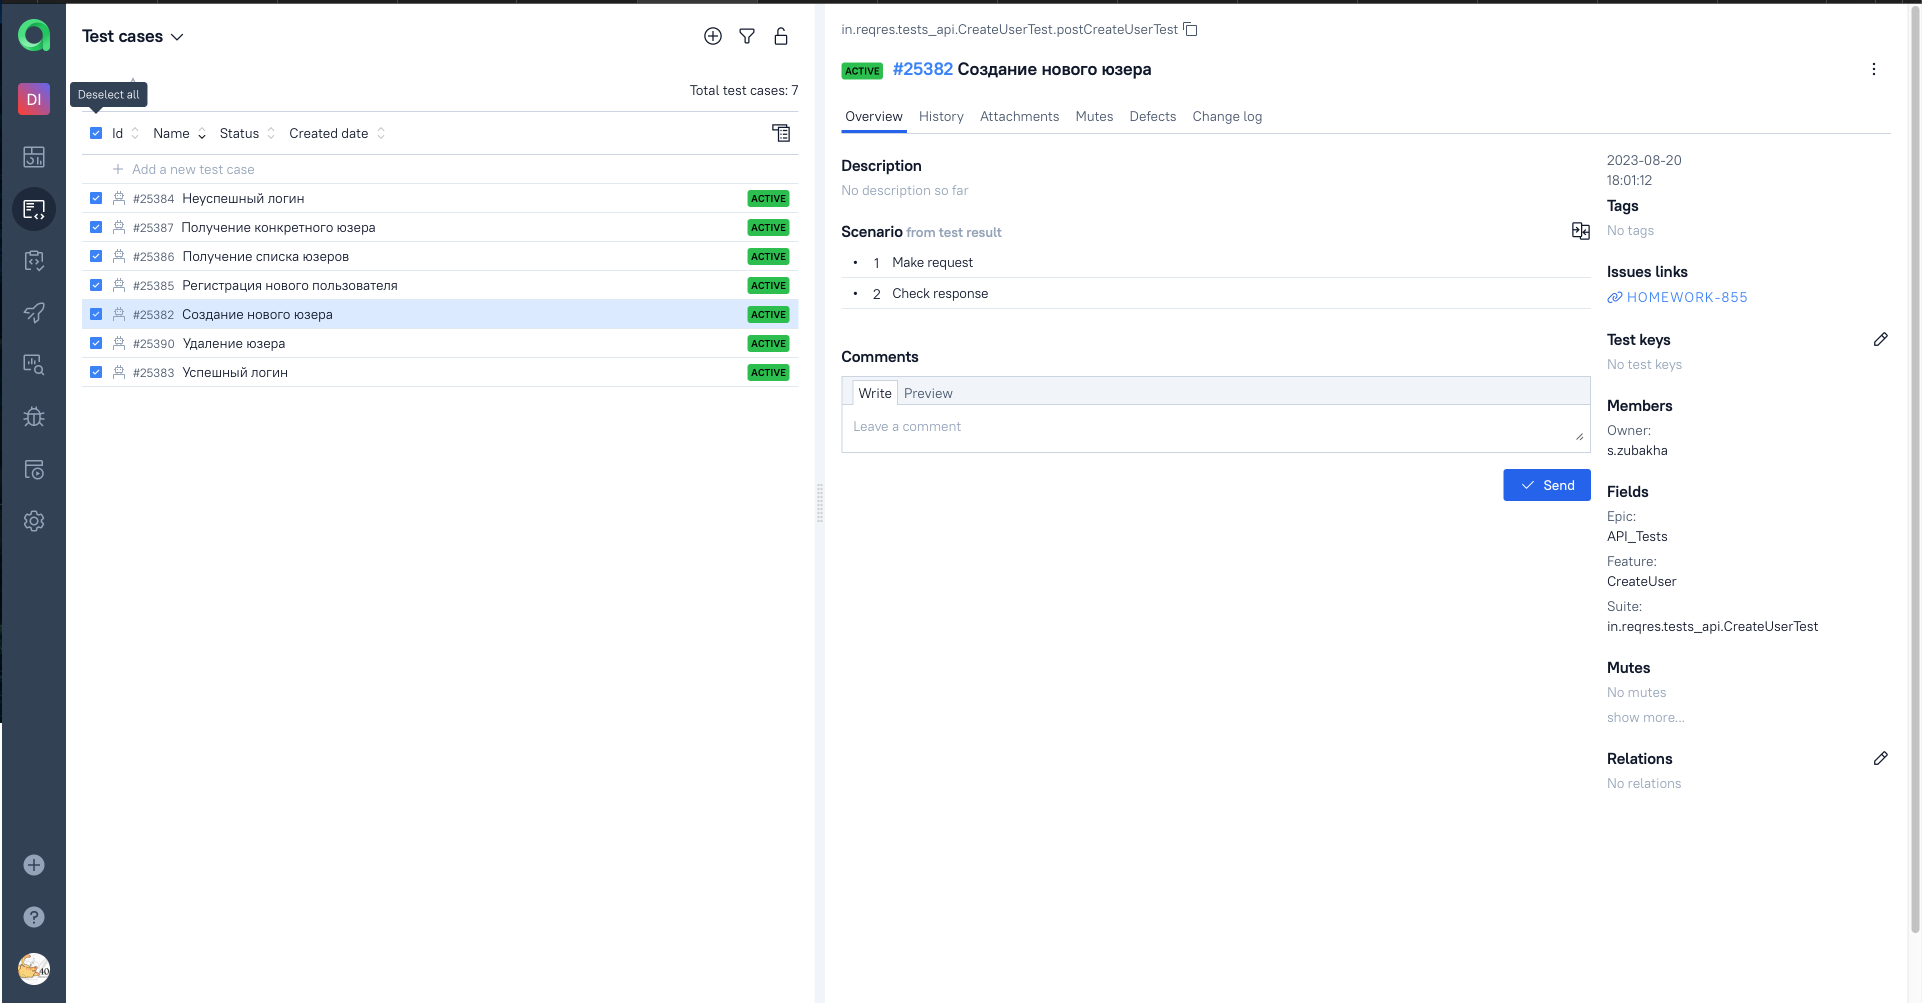 Test cases
DI
Deselect all
Total test cases: 7
Id Name Status Created date
Add a new test case
#25384 Неуспешный логин ACTIVE
#25387 Получение конкретного юзера ACTIVE
#25386 Получение списка юзеров ACTIVE
#25385 Регистрация нового пользователя ACTIVE
#25382 Создание нового юзера ACTIVE
#25390 Удаление юзера ACTIVE
#25383 Успешный логин ACTIVE
in.reqres.tests_api.CreateUserTest.postCreateUserTest
ACTIVE #25382 Создание нового юзера
Overview History Attachments Mutes Defects Change log
Description
No description so far
Scenario from test result
• 1 Make request
• 2 Check response
Comments
Write Preview
Leave a comment
Send
2023-08-20
18:01:12
Tags
No tags
Issues links
HOMEWORK-855
Test keys
No test keys
Members
Owner:
s.zubakha
Fields
Epic:
API_Tests
Feature:
CreateUser
Suite:
in.reqres.tests_api.CreateUserTest
Mutes
No mutes
show more...
Relations
No relations